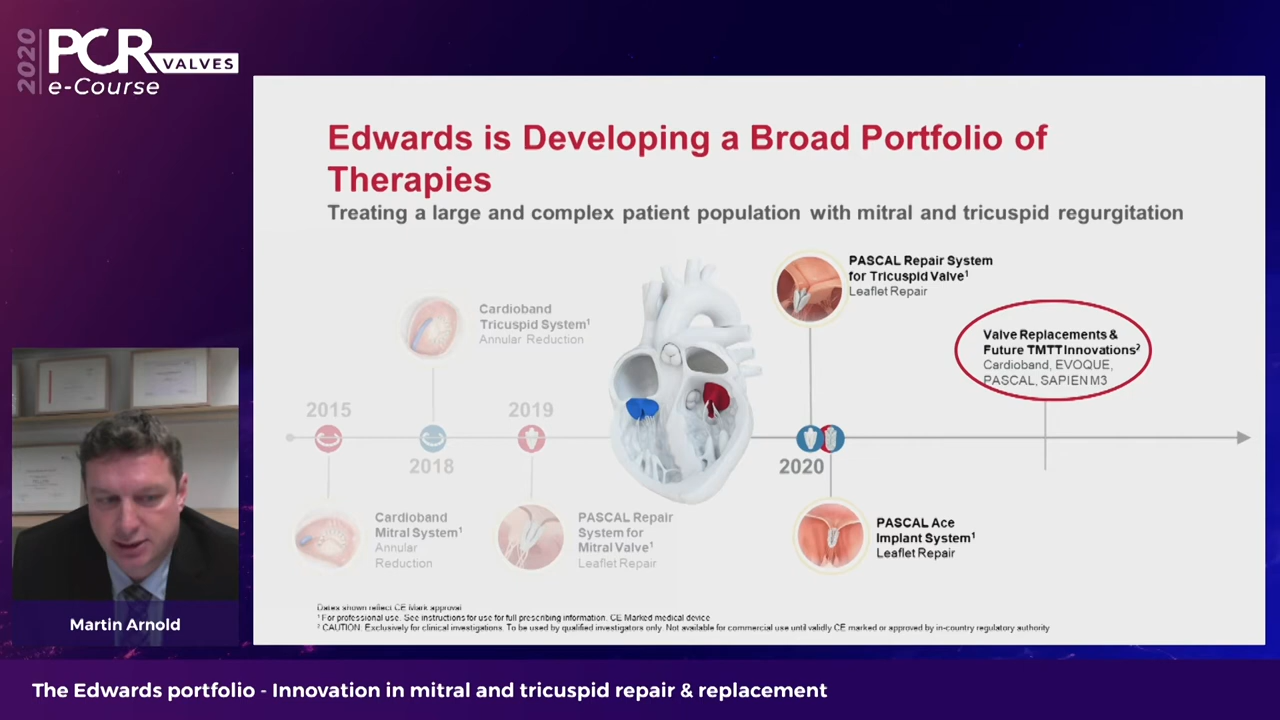 2020
PCR
VALVES
e-Course
Edwards is Developing a Broad Portfolio of
Therapies
Treating a large and complex patient population with mitral and tricuspid regurgitation
PASCAL Repair System
for Tricuspid Valve¹
Leaflet Repair
Cardioband
Tricuspid System¹
Annular Reduction
Valve Replacements &
Future TMTT Innovations²
Cardioband, EVOQUE,
PASCAL, SAPIEN M3
2015
2019
2018
2020
Cardioband
Mitral System¹
Annular
Reduction
PASCAL Repair
System for
Mitral Valve¹
Leaflet Repair
PASCAL Ace
Implant System¹
Leaflet Repair
Dates shown reflect CE Mark approval
¹ For professional use. See instructions for use for full prescribing information. CE Marked medical device
² CAUTION: Exclusively for clinical investigations. To be used by qualified investigators only. Not available for commercial use until validly CE marked or approved by in-country regulatory authority
Martin Arnold
The Edwards portfolio - Innovation in mitral and tricuspid repair & replacement